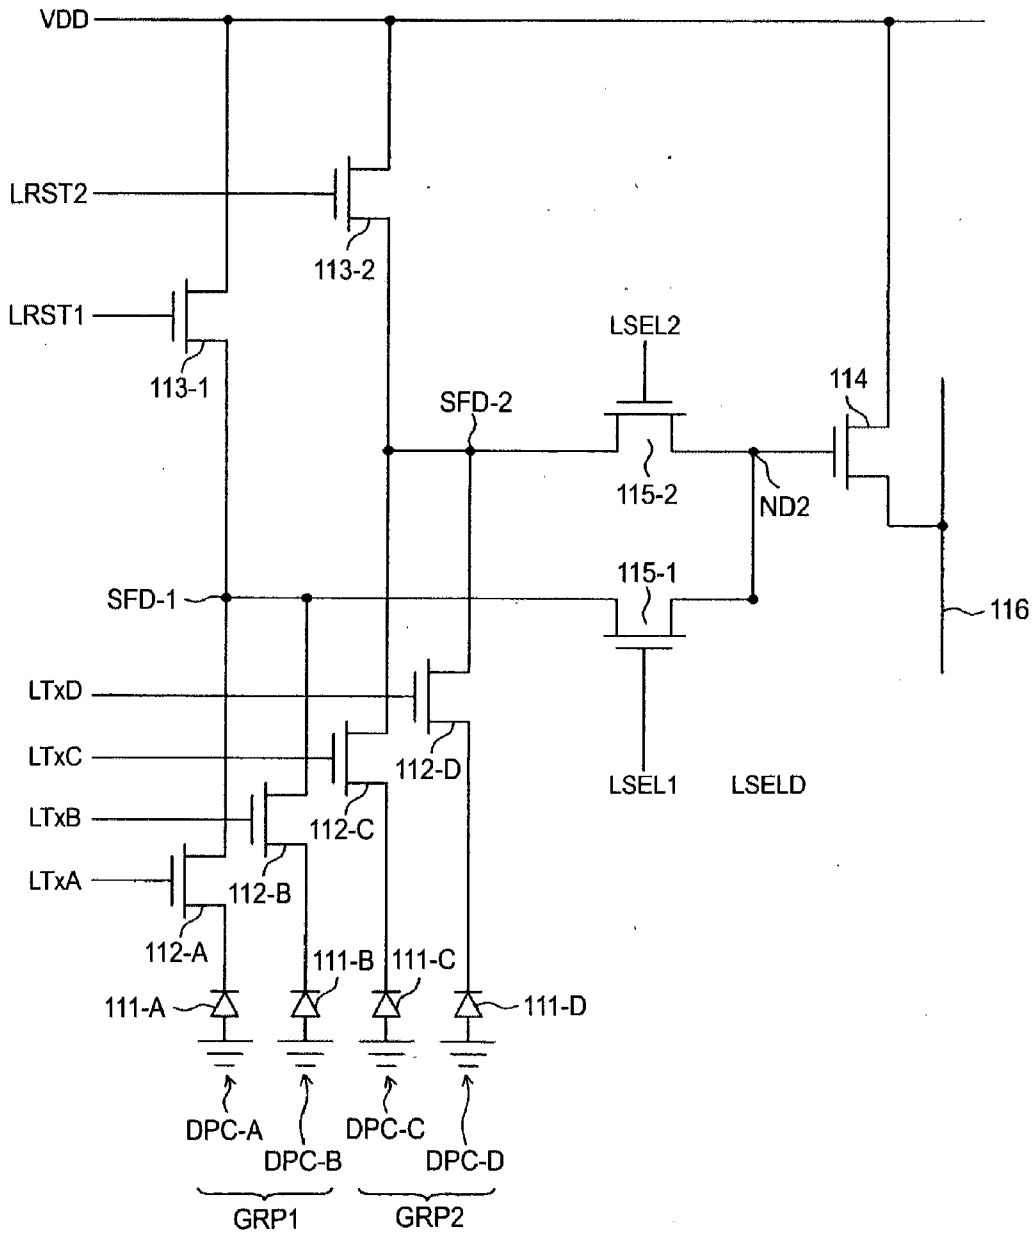 VDD
LRST2
113-2
LRST1
113-1
LSEL2
114
SFD-2
115-2
ND2
115-1
SFD-1
116
LTxD
LTxC
112-D
LSEL1
LSELD
LTxB
112-C
LTxA
112-B
112-A
111-B
111-C
111-A
111-D
DPC-A
DPC-C
DPC-B
DPC-D
GRP1
GRP2